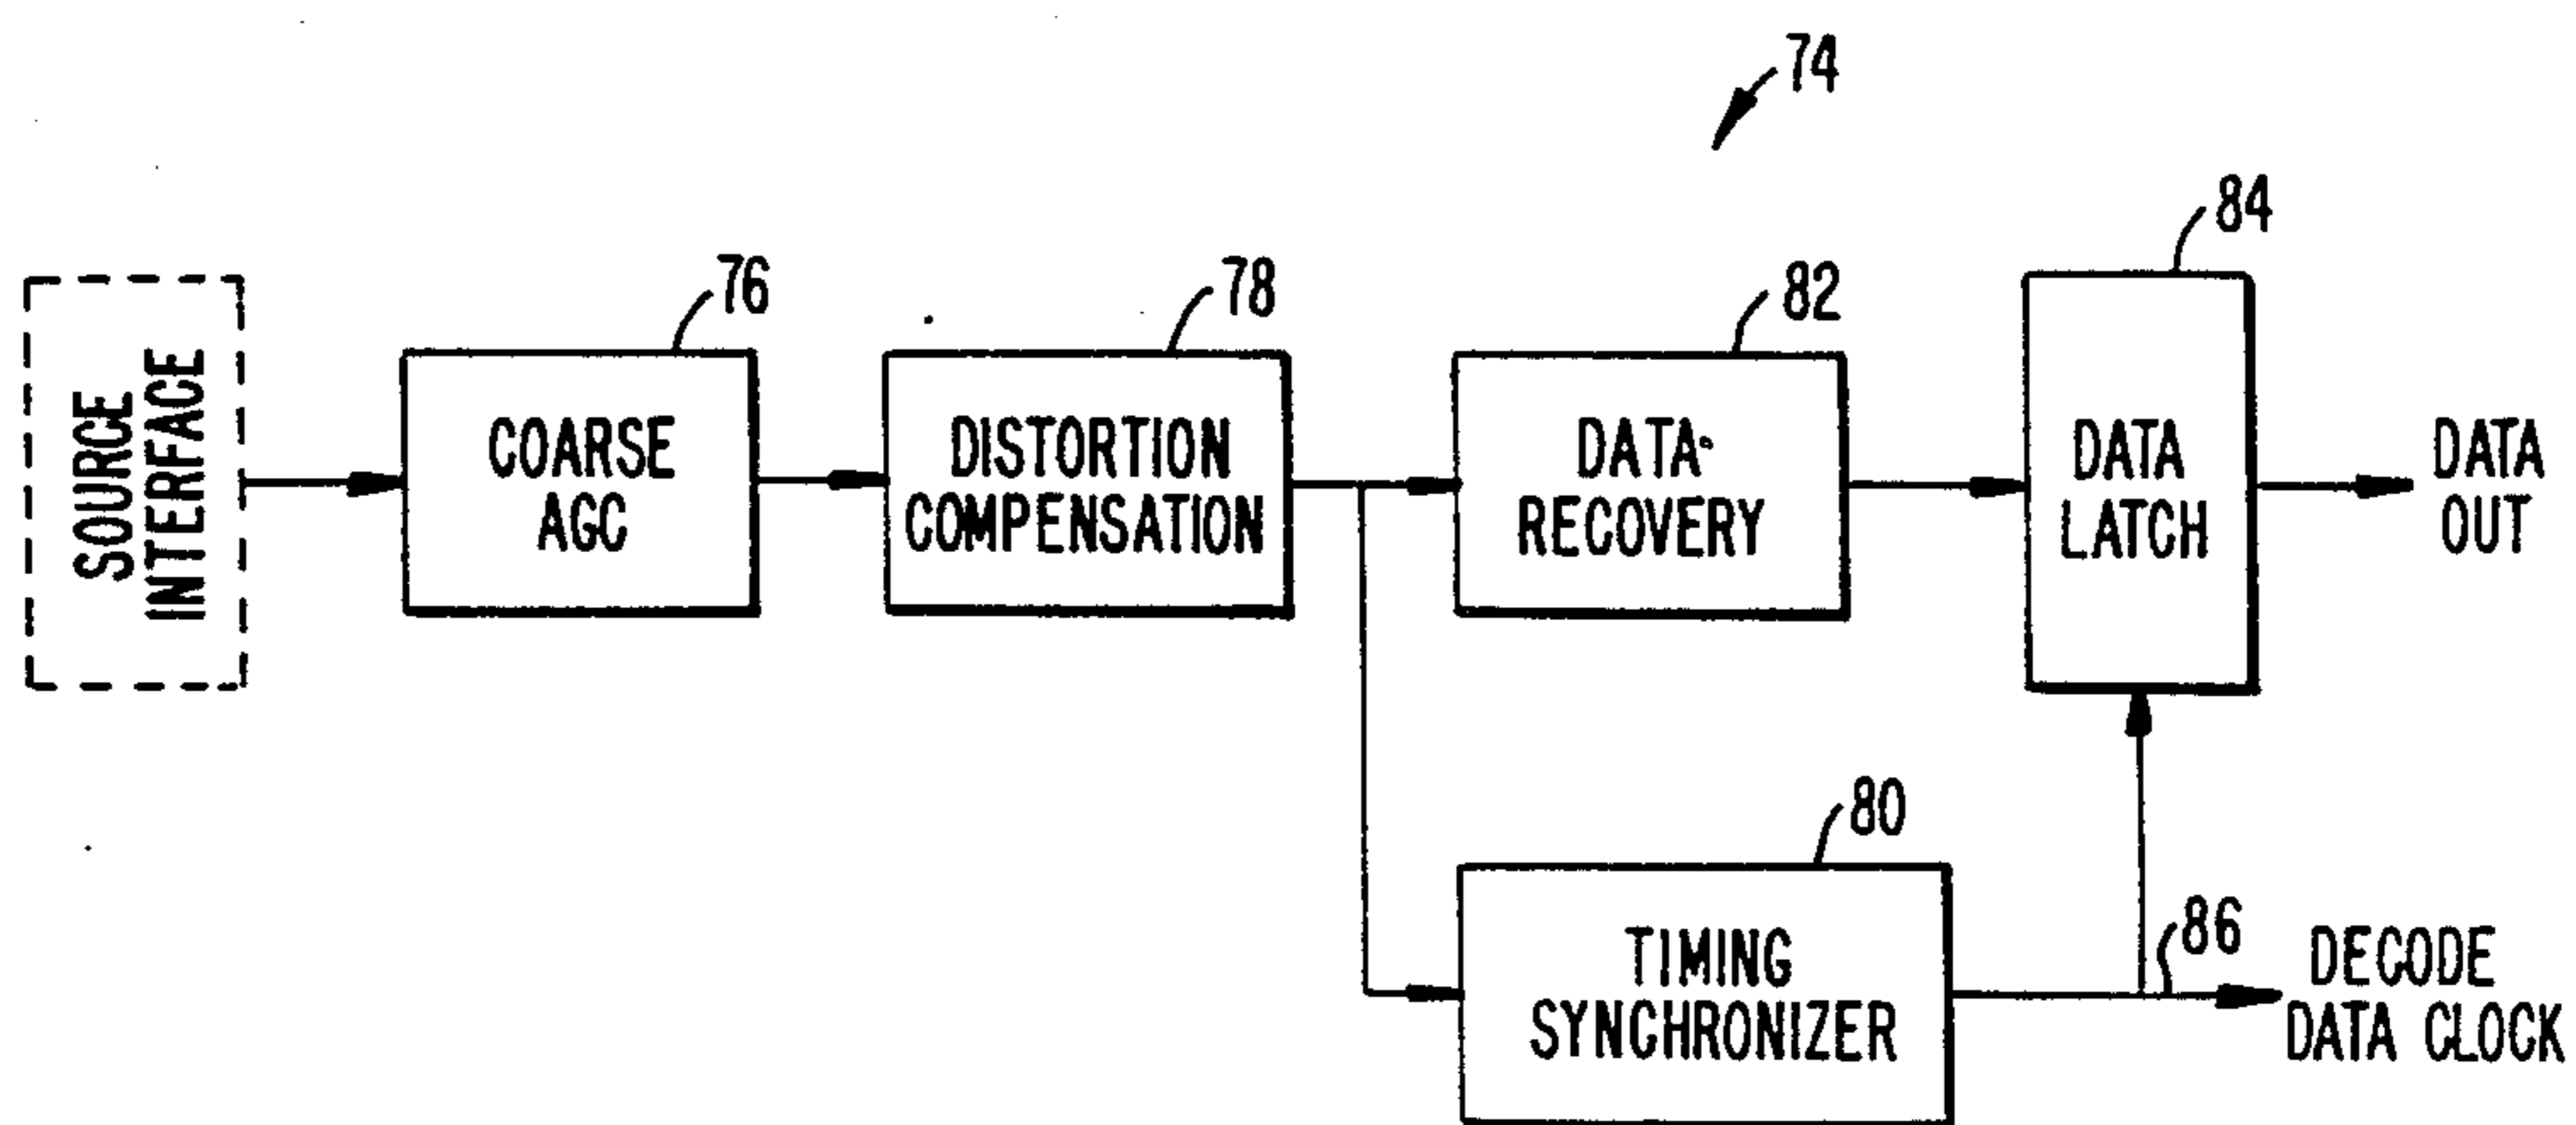 74
84
76
78
82
SOURCE
INTERFACE
COARSE
AGC
DISTORTION
COMPENSATION
DATA-
RECOVERY
DATA
LATCH
DATA
OUT
80
86
TIMING
SYNCHRONIZER
DECODE
DATA CLOCK